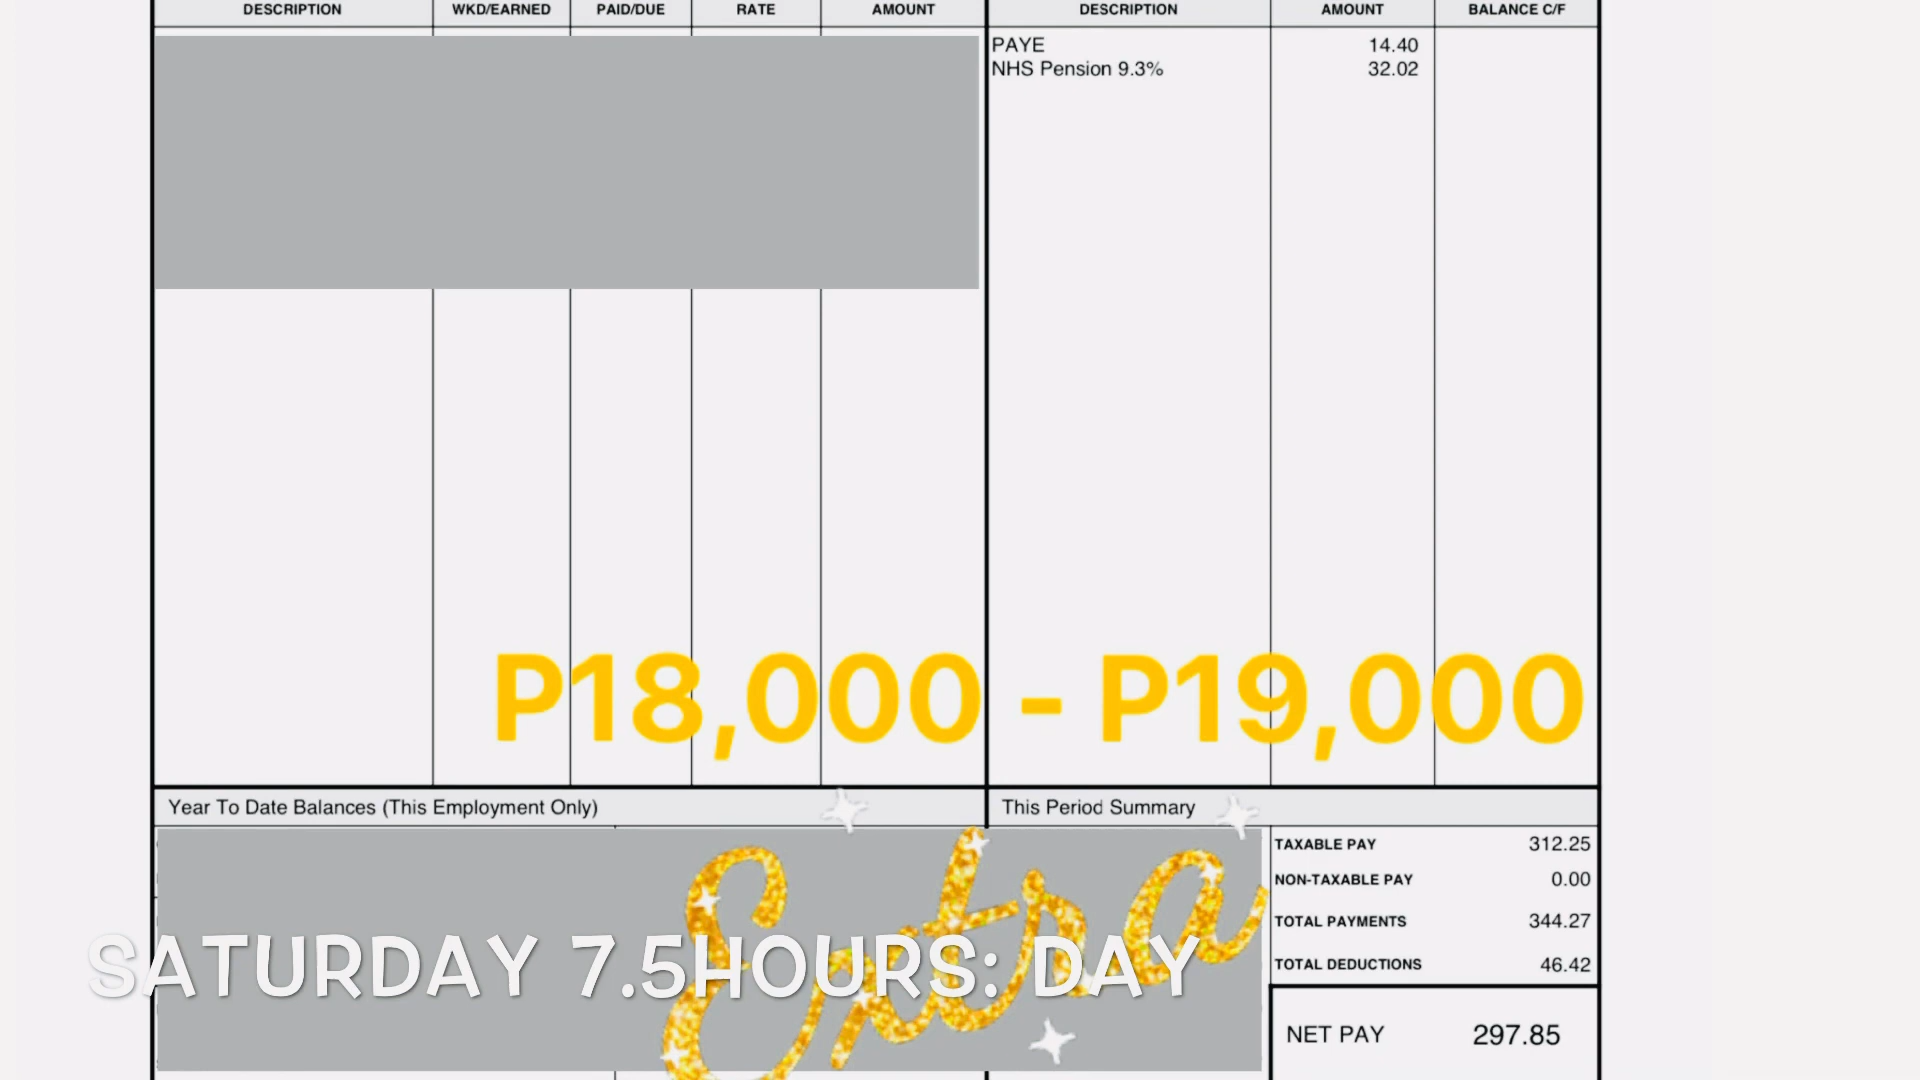 DESCRIPTION WKD/EARNED PAID/DUE RATE AMOUNT DESCRIPTION AMOUNT BALANCE C/F
PAYE 14.40
NHS Pension 9.3% 32.02
P18,000 - P19,000
Year To Date Balances (This Employment Only) This Period Summary
TAXABLE PAY 312.25
NON-TAXABLE PAY 0.00
Extra
TOTAL PAYMENTS 344.27
SATURDAY 7.5HOURS: DAY
TOTAL DEDUCTIONS 46.42
NET PAY 297.85